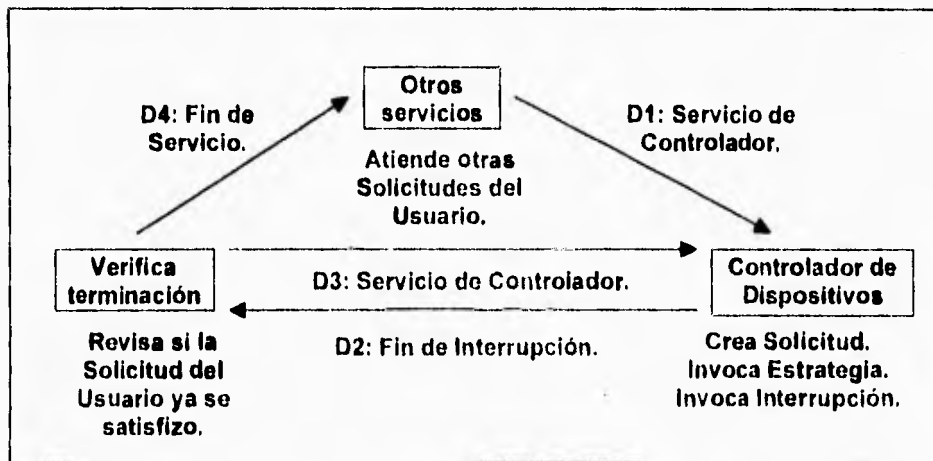 Otros
servicios
D4: Fin de
Servicio.
D1: Servicio de
Controlador.
Atiende otras
Solicitudes del
Usuario.
Verifica
terminación
D3: Servicio de Controlador.
Controlador de
Dispositivos
D2: Fin de Interrupción.
Revisa si la
Solicitud del
Usuario ya se
satisfizo.
Crea Solicitud.
Invoca Estrategia.
Invoca Interrupción.